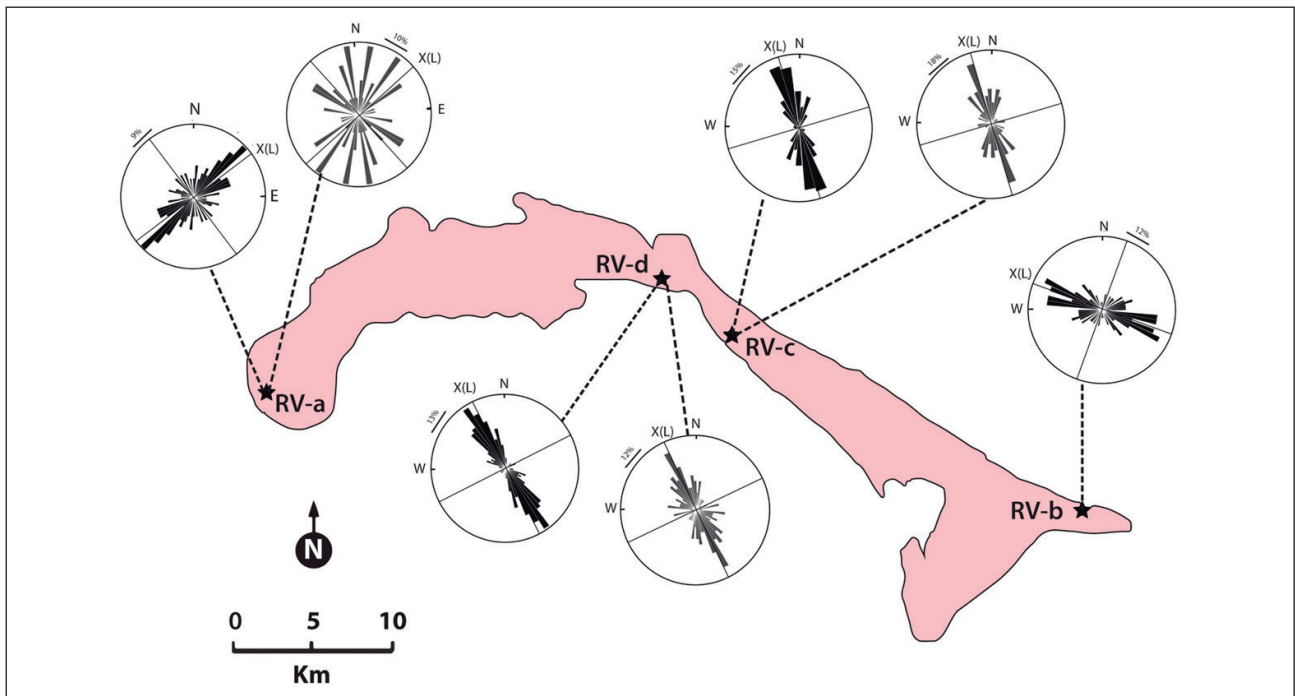 N
10%
X(L)
E
N
9%
X(L)
E
X(L)
N
15%
W
X(L)
N
18%
W
N
12%
X(L)
W
RV-d
RV-c
RV-a
RV-b
X(L)
N
13%
W
X(L)
N
12%
W
N
0 5 10
Km